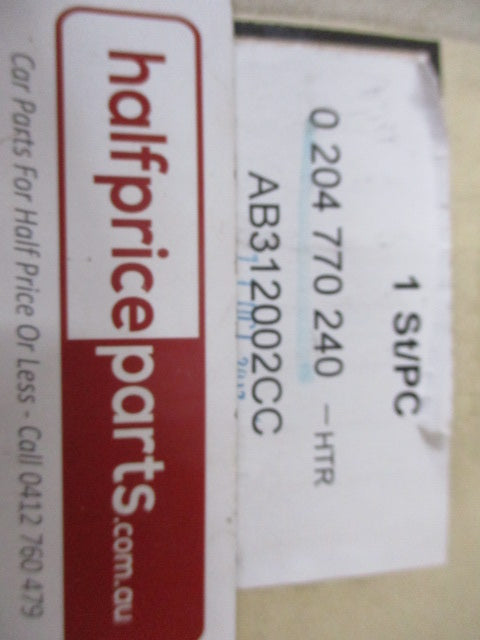 1 St/PC
0 204 770 240 – HTR
AB312002CC
halfpriceparts.com.au
Car Parts For Half Price Or Less - Call 0412 760 479